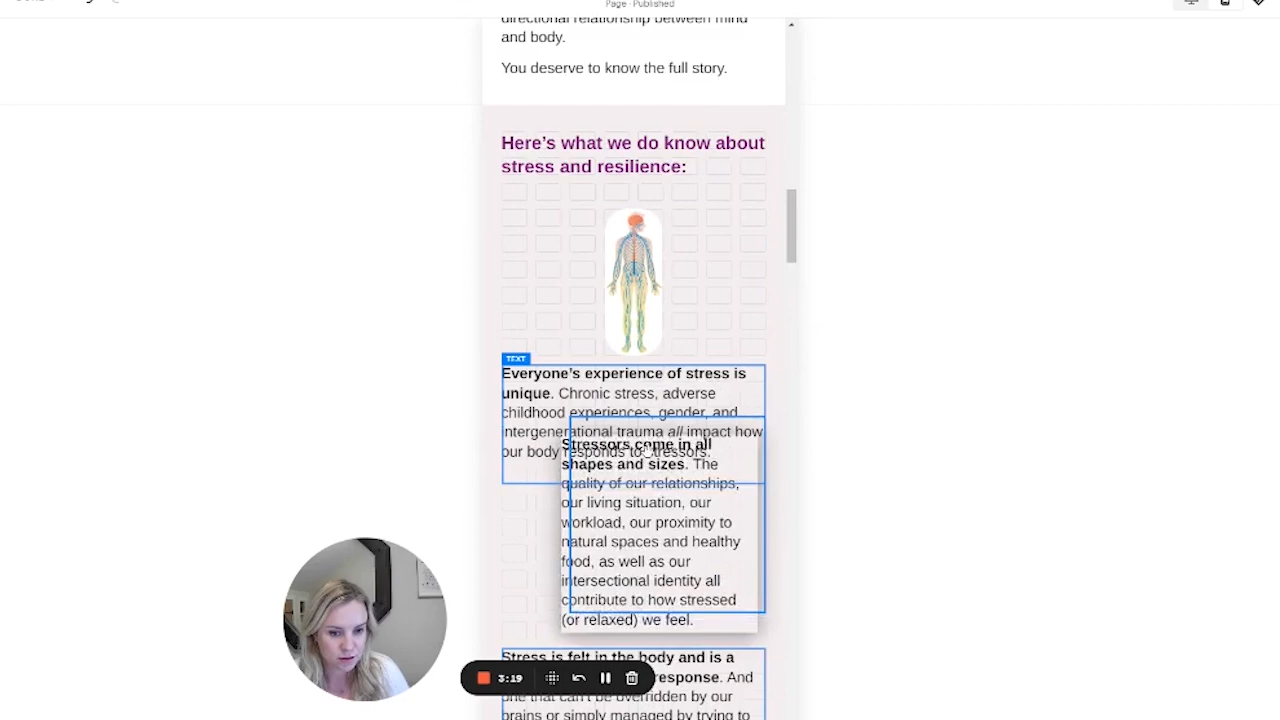 Page · Published
directional relationship between mind
and body.
You deserve to know the full story.
Here's what we do know about
stress and resilience:
TEXT
Everyone's experience of stress is
unique. Chronic stress, adverse
childhood experiences, gender, and
intergenerational trauma all impact how
our body responds to stressors.
Stressors come in all
shapes and sizes. The
quality of our relationships,
our living situation, our
workload, our proximity to
natural spaces and healthy
food, as well as our
intersectional identity all
contribute to how stressed
(or relaxed) we feel.
Stress is felt in the body and is a
response. And
one that can't be overridden by our
brains or simply managed by trying to
3:19